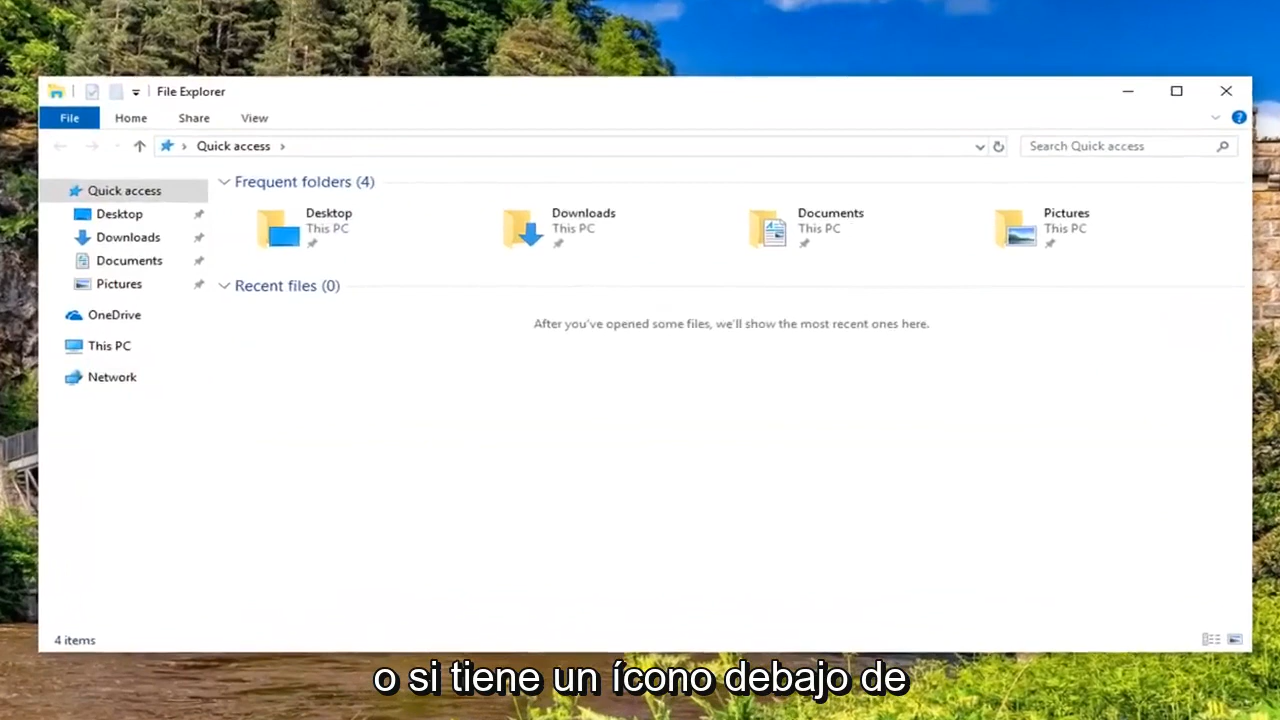 File Explorer
File Home Share View
Quick access
Search Quick access
Quick access
Desktop
Downloads
Documents
Pictures
OneDrive
This PC
Network
Frequent folders (4)
Desktop
This PC
Downloads
This PC
Documents
This PC
Pictures
This PC
Recent files (0)
After you've opened some files, we'll show the most recent ones here.
4 items
o si tiene un ícono debajo de